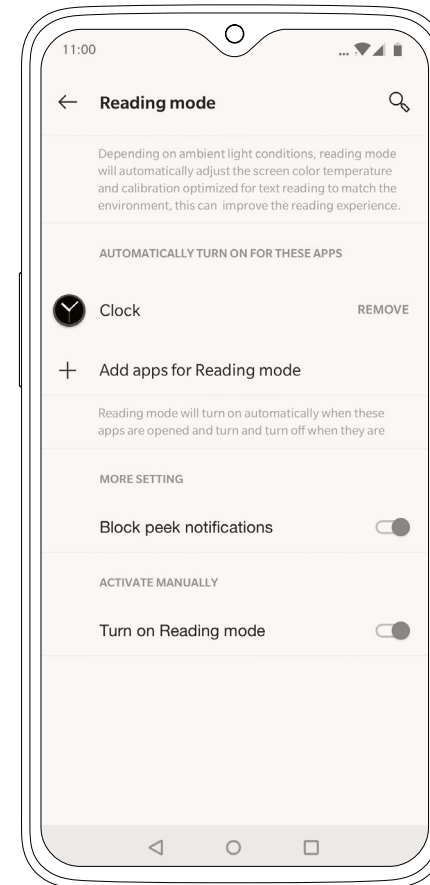 11:00
...
Reading mode
Depending on ambient light conditions, reading mode
will automatically adjust the screen color temperature
and calibration optimized for text reading to match the
environment, this can improve the reading experience.
AUTOMATICALLY TURN ON FOR THESE APPS
Clock REMOVE
Add apps for Reading mode
Reading mode will turn on automatically when these
apps are opened and turn and turn off when they are
MORE SETTING
Block peek notifications
ACTIVATE MANUALLY
Turn on Reading mode